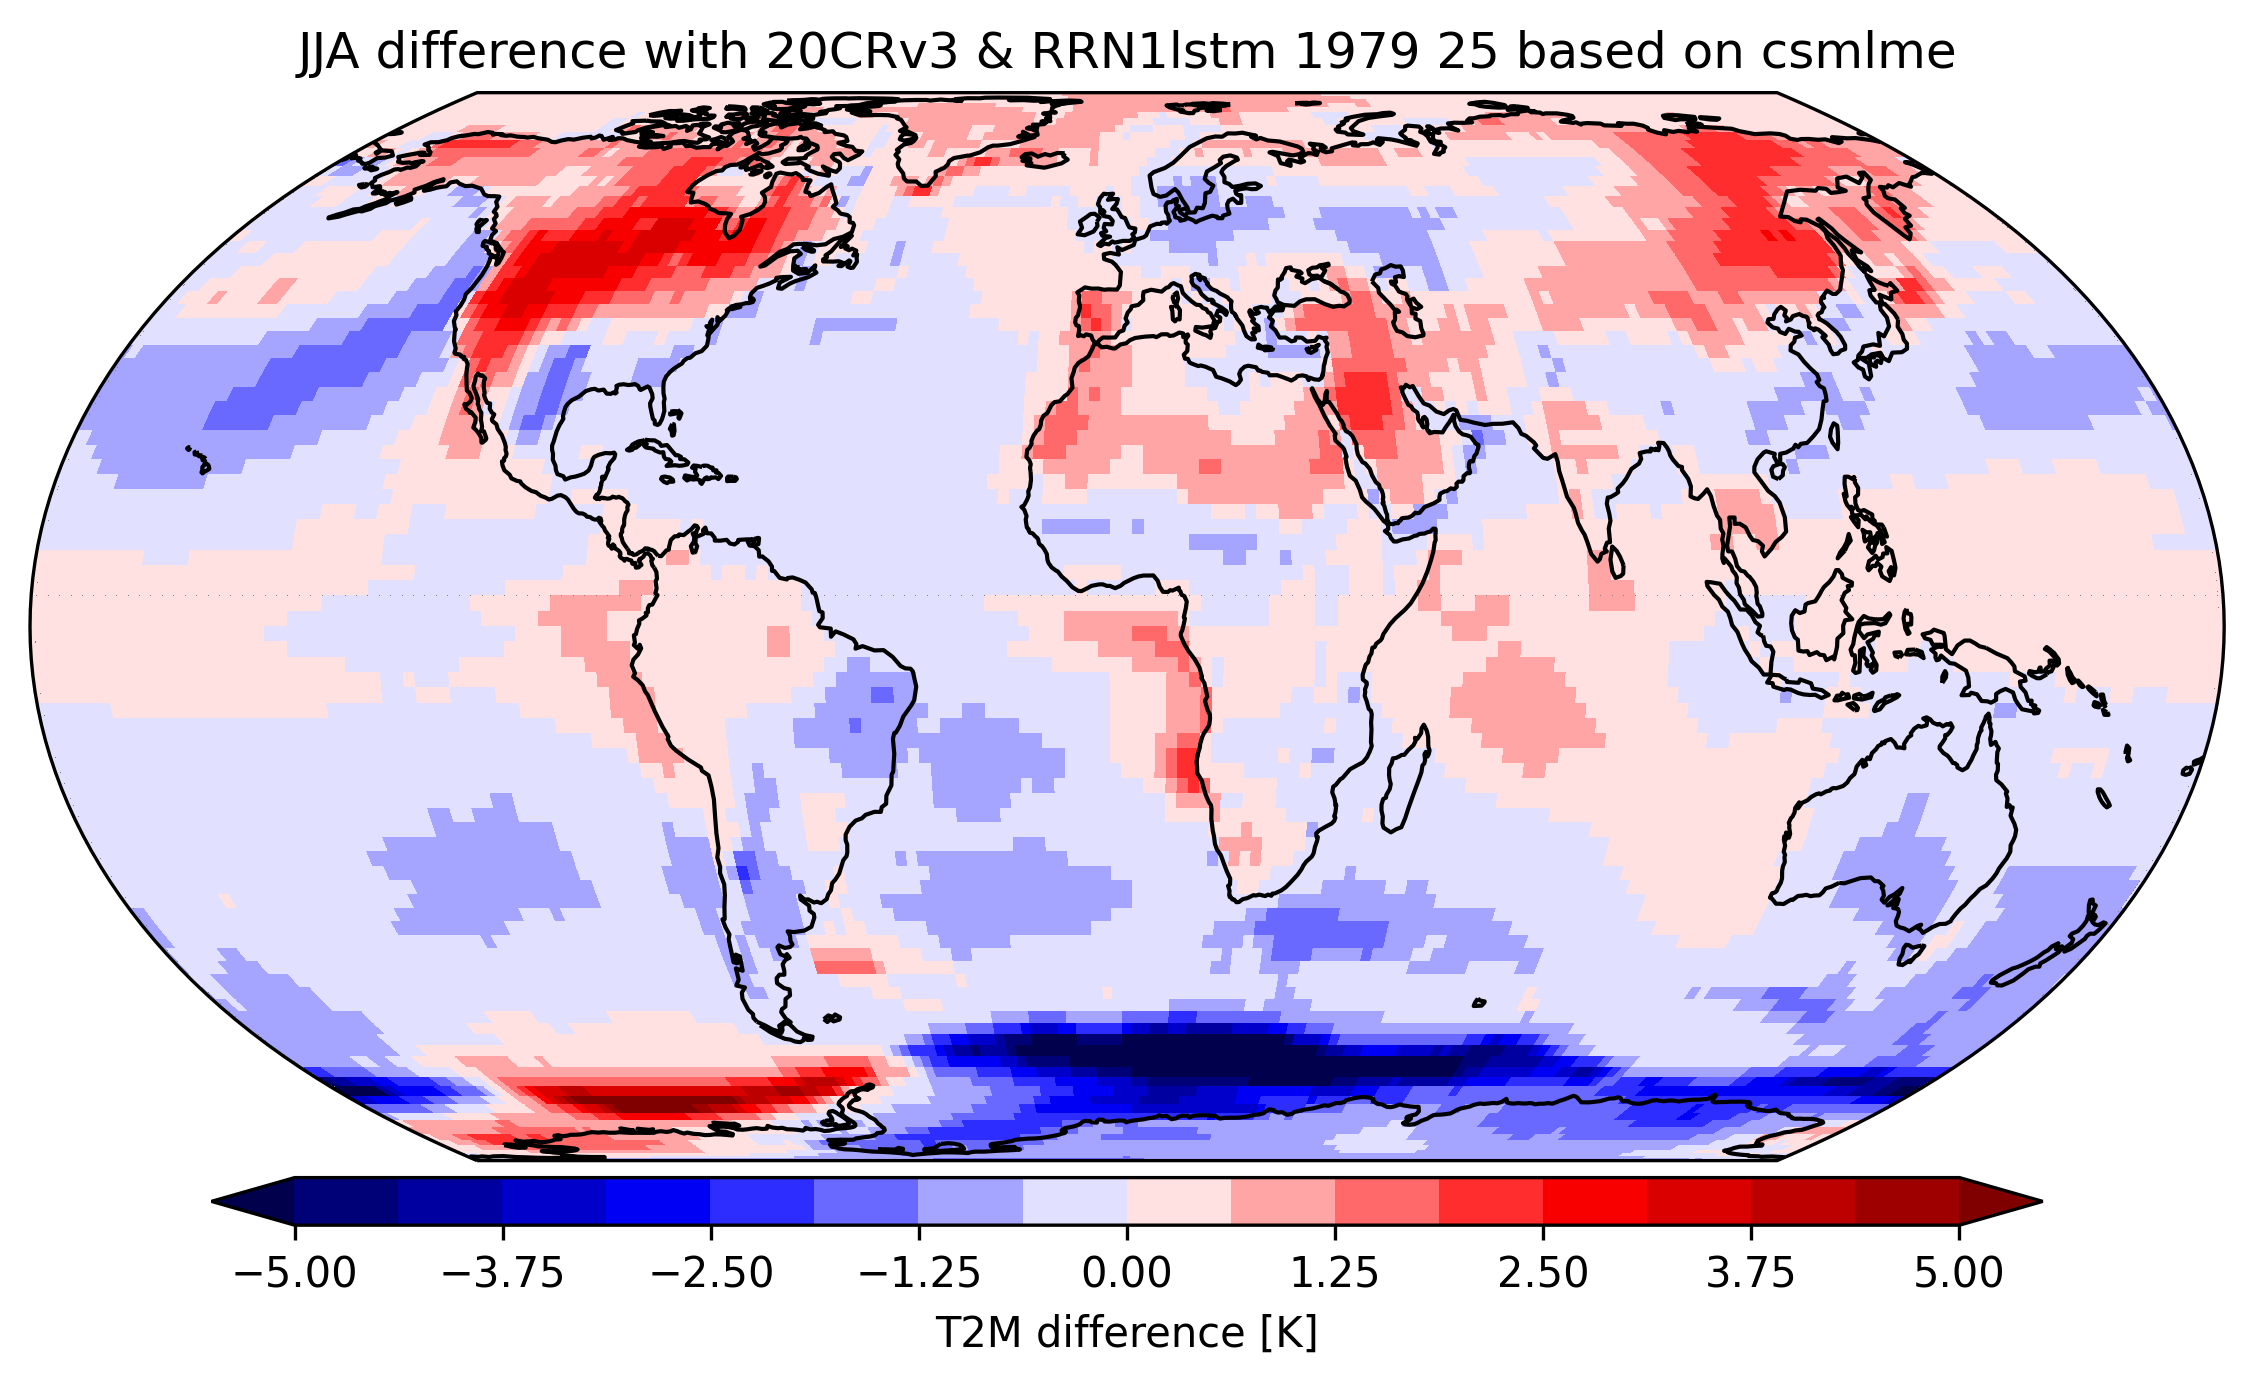 JJA difference with 20CRv3 & RRN1lstm 1979 25 based on csmlme
−5.00 −3.75 −2.50 −1.25 0.00 1.25 2.50 3.75 5.00
T2M difference [K]